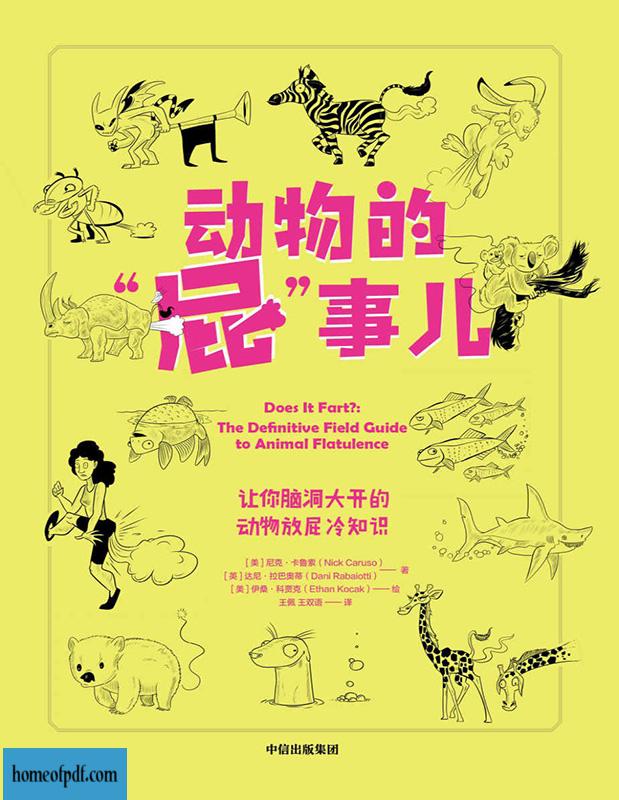 动物的
“屁”事儿
Does It Fart?:
The Definitive Field Guide
to Animal Flatulence
让你脑洞大开的
动物放屁冷知识
[美] 尼克·卡鲁索 (Nick Caruso)
[英] 达尼·拉巴奥蒂 (Dani Rabaiotti) —— 著
[美] 伊桑·科贾克 (Ethan Kocak) —— 绘
王佩 王双语 —— 译
中信出版集团
homeofpdf.com